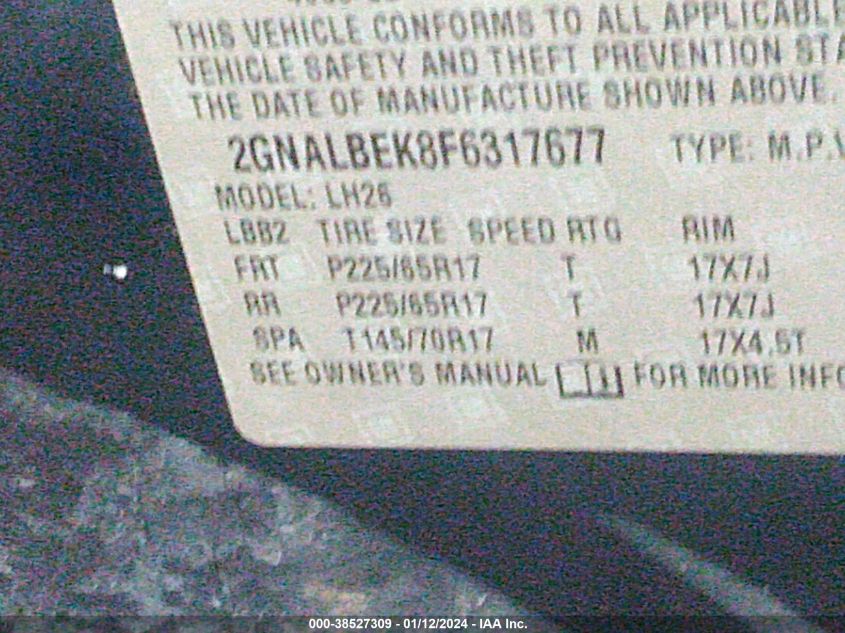 THIS VEHICLE CONFORMS TO ALL APPLICABLE
VEHICLE SAFETY AND THEFT PREVENTION STA
THE DATE OF MANUFACTURE SHOWN ABOVE.
2GNALBEK8F6317677 TYPE: M.P.V
MODEL: LH26
LBB2 TIRE SIZE SPEED RTG RIM
FRT P225/65R17 T 17X7J
RR P225/65R17 T 17X7J
SPA T145/70R17 M 17X4.5T
SEE OWNER'S MANUAL FOR MORE INFO
000-38527309 - 01/12/2024 - IAA Inc.